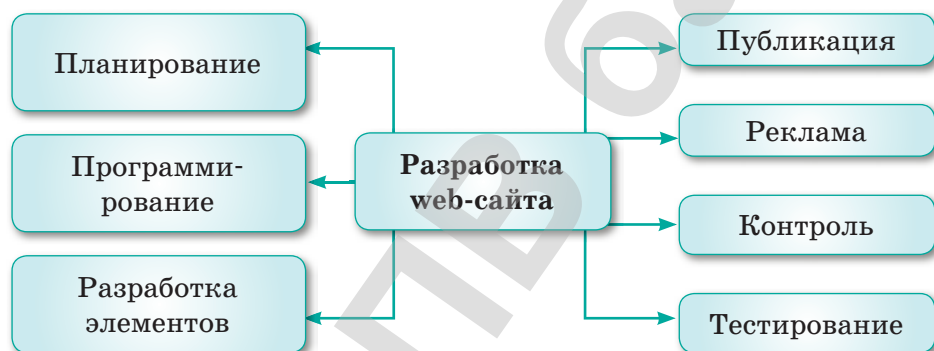 Планирование
Программи-
рование
Разработка
элементов
Разработка
web-сайта
Публикация
Реклама
Контроль
Тестирование